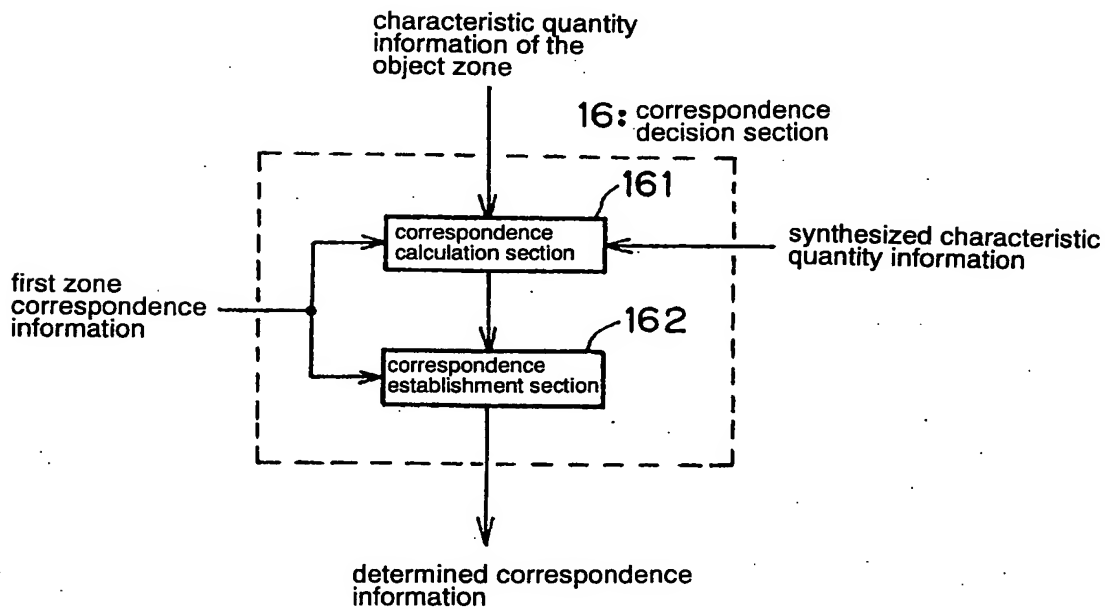 characteristic quantity
information of the
object zone
16: correspondence
decision section
161
correspondence
calculation section
synthesized characteristic
quantity information
first zone
correspondence
information
162
correspondence
establishment section
determined correspondence
information